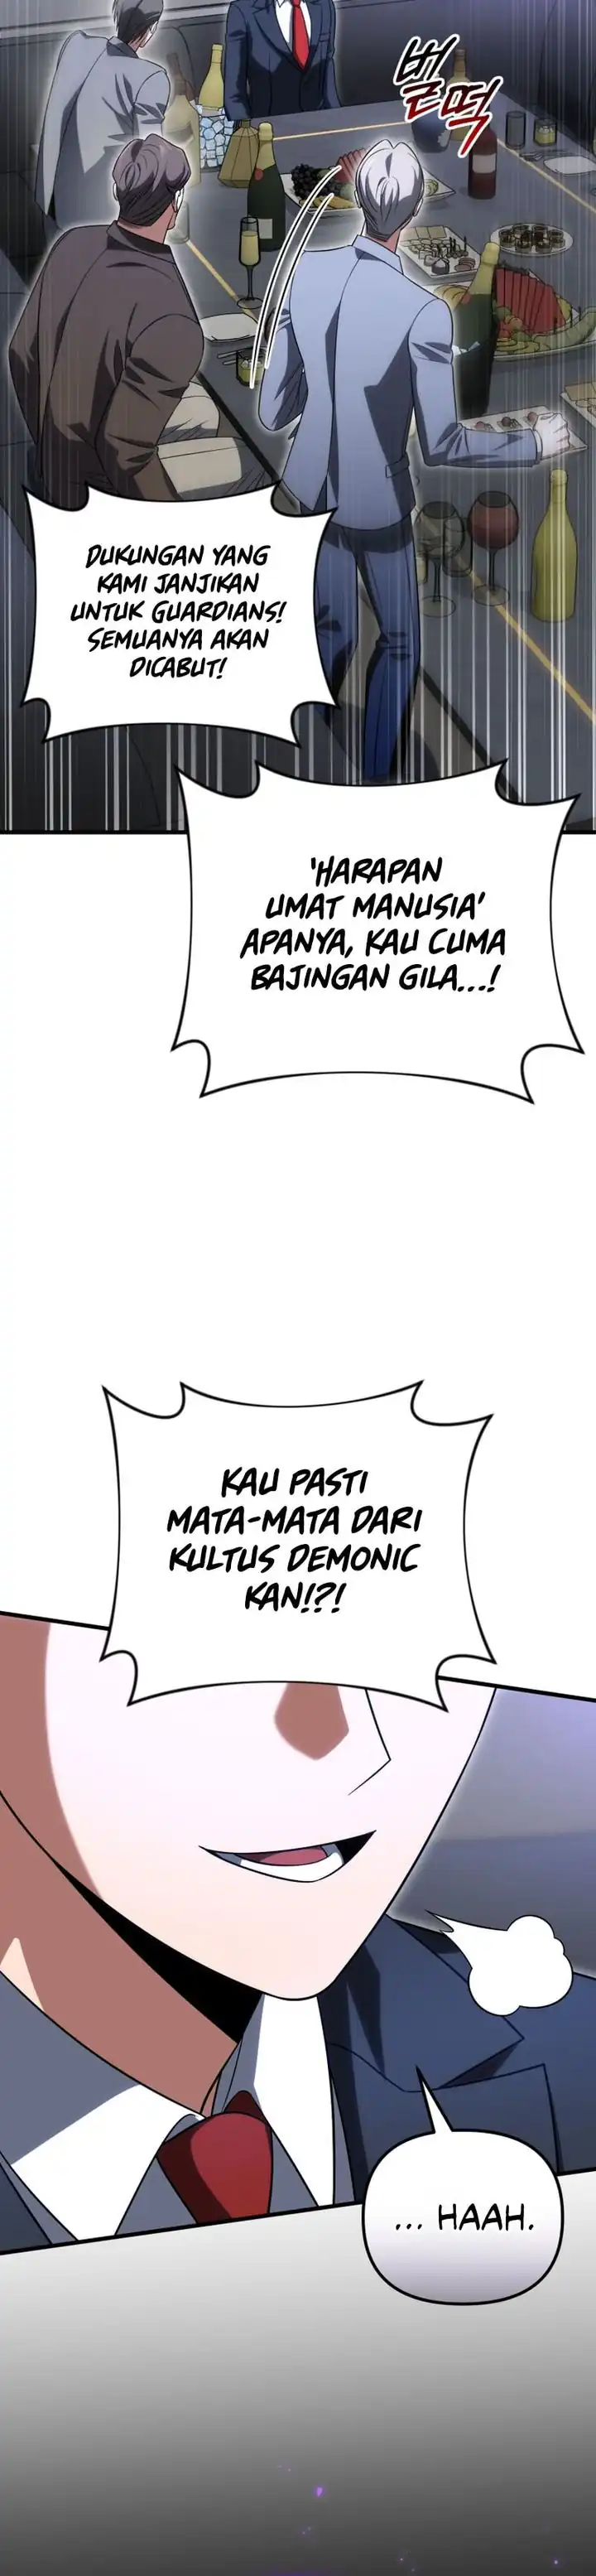 벌떡
DUKUNGAN YANG
KAMI JANJIKAN
UNTUK GUARDIANS!
SEMUANYA AKAN
DICABUT!
'HARAPAN
UMAT MANUSIA'
APANYA, KAU CUMA
BAJINGAN GILA...!
KAU PASTI
MATA-MATA DARI
KULTUS DEMONIC
KAN!?!
... HAAH.